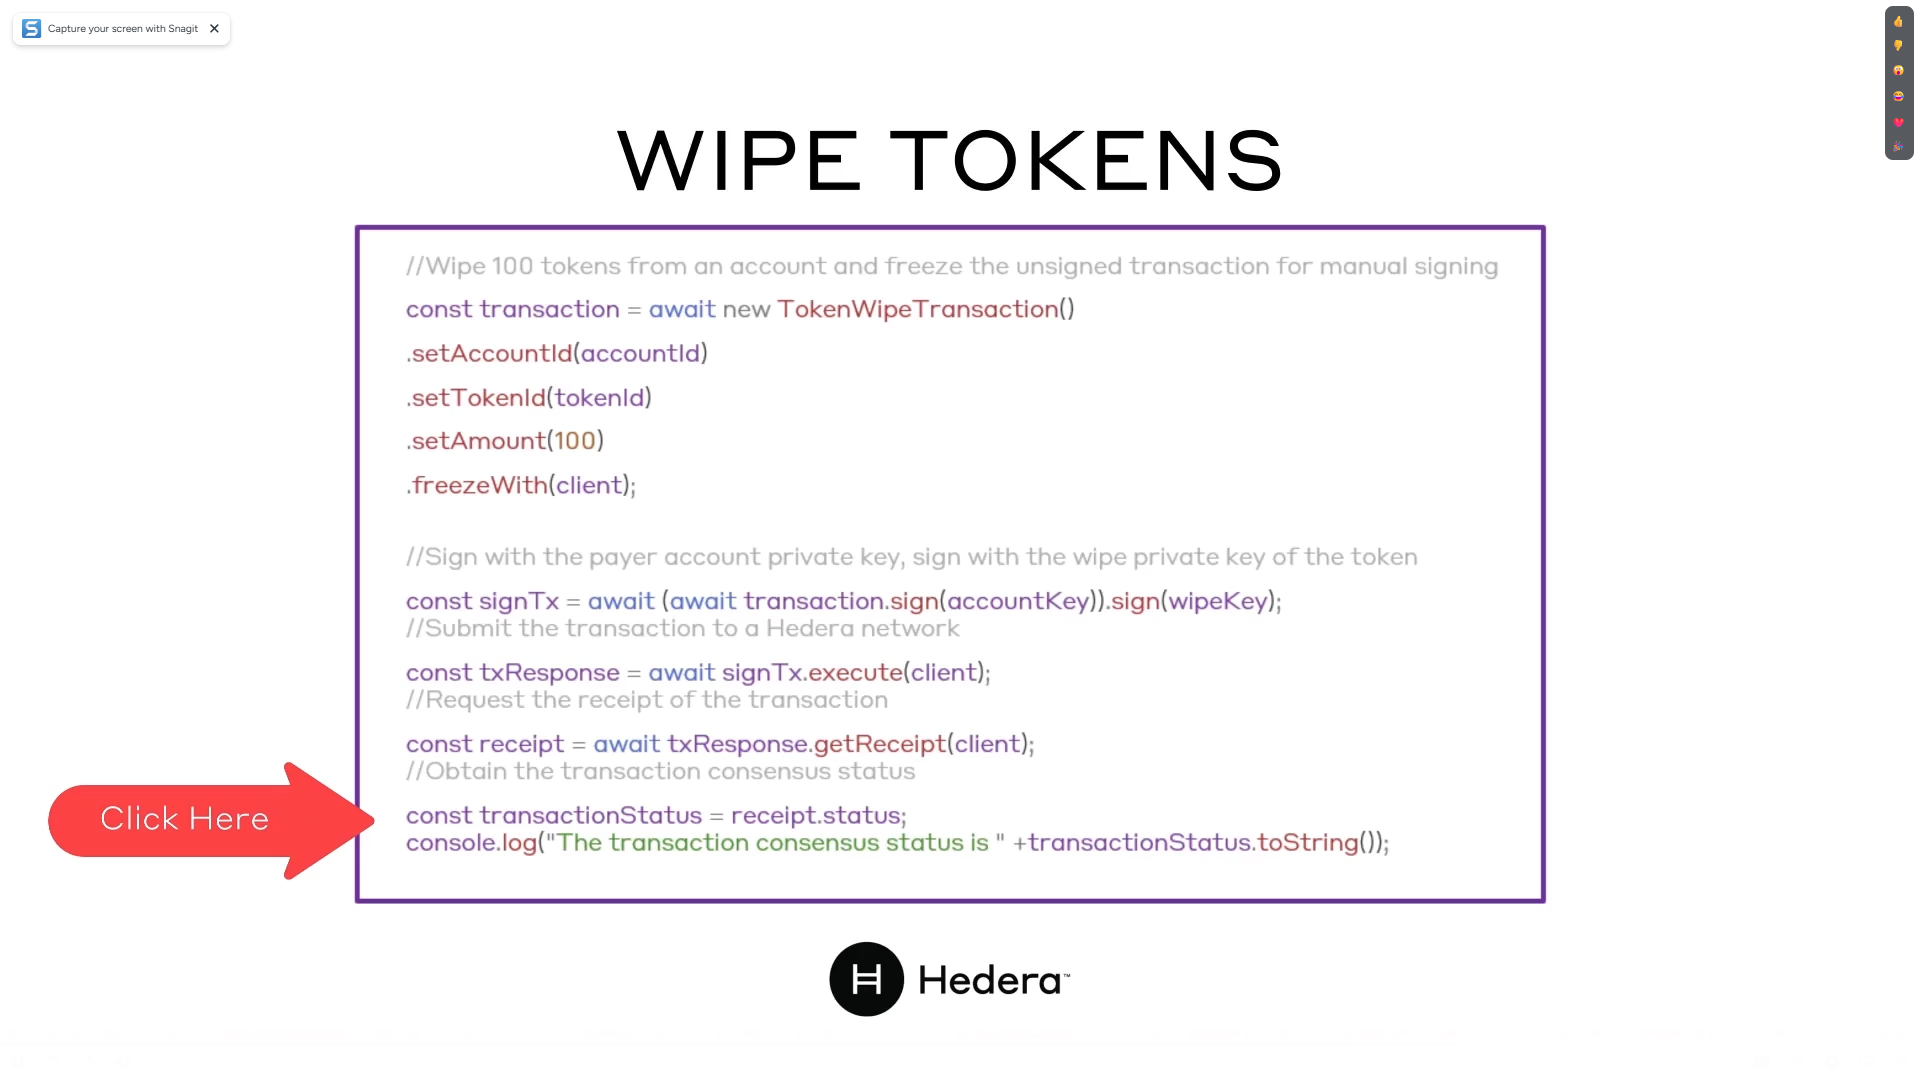 Capture your screen with Snagit
WIPE TOKENS
//Wipe 100 tokens from an account and freeze the unsigned transaction for manual signing
const transaction = await new TokenWipeTransaction()
.setAccountId(accountId)
.setTokenId(tokenId)
.setAmount(100)
.freezeWith(client);
//Sign with the payer account private key, sign with the wipe private key of the token
const signTx = await (await transaction.sign(accountKey)).sign(wipeKey);
//Submit the transaction to a Hedera network
const txResponse = await signTx.execute(client);
//Request the receipt of the transaction
const receipt = await txResponse.getReceipt(client);
//Obtain the transaction consensus status
Click Here
const transactionStatus = receipt.status;
console.log("The transaction consensus status is " +transactionStatus.toString());
H Hedera™